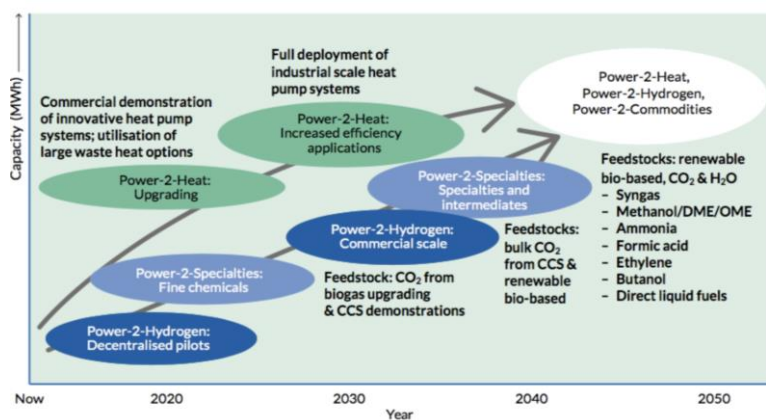 Capacity (MWh)
Full deployment of
industrial scale heat
pump systems
Commercial demonstration
of innovative heat pump
systems; utilisation of
large waste heat options
Power-2-Heat:
Increased efficiency
applications
Power-2-Heat,
Power-2-Hydrogen,
Power-2-Commodities
Power-2-Heat:
Upgrading
Power-2-Specialties:
Specialties and
intermediates
Feedstocks: renewable
bio-based, CO₂ & H₂O
– Syngas
– Methanol/DME/OME
– Ammonia
– Formic acid
– Ethylene
– Butanol
– Direct liquid fuels
Power-2-Hydrogen:
Commercial scale
Feedstocks:
bulk CO₂
from CCS &
renewable
bio-based
Power-2-Specialties:
Fine chemicals
Feedstock: CO₂ from
biogas upgrading
& CCS demonstrations
Power-2-Hydrogen:
Decentralised pilots
Now 2020 2030 2040 2050
Year